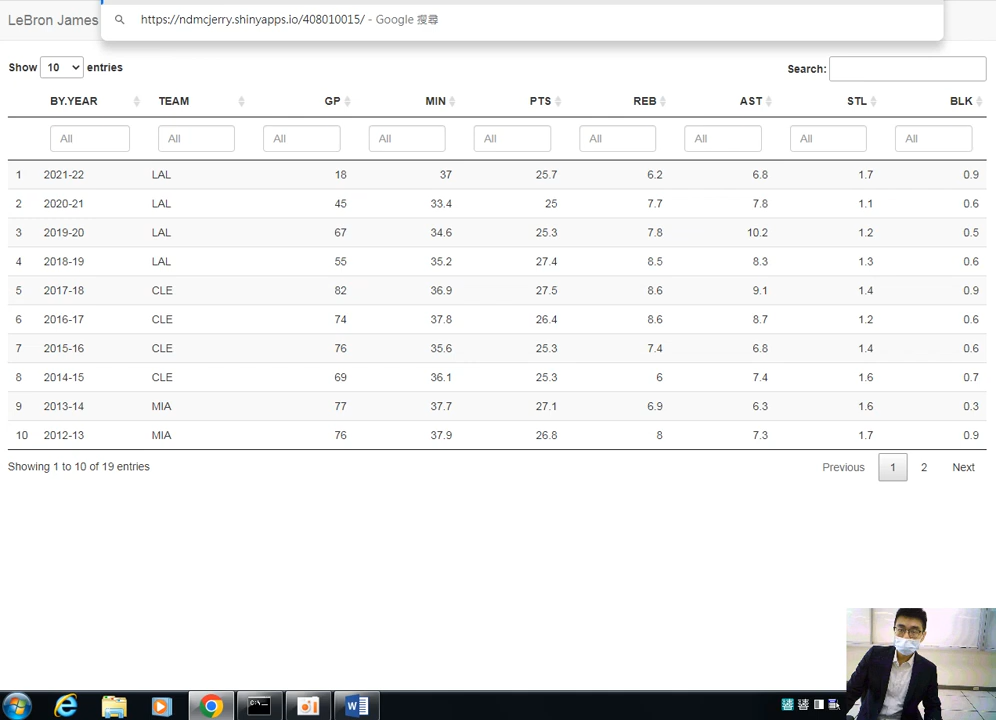 LeBron James
https://ndmcjerry.shinyapps.io/408010015/ - Google 搜尋
Show 10 entries
Search:
BY.YEAR TEAM GP MIN PTS REB AST STL BLK
All All All All All All All All All
1 2021-22 LAL 18 37 25.7 6.2 6.8 1.7 0.9
2 2020-21 LAL 45 33.4 25 7.7 7.8 1.1 0.6
3 2019-20 LAL 67 34.6 25.3 7.8 10.2 1.2 0.5
4 2018-19 LAL 55 35.2 27.4 8.5 8.3 1.3 0.6
5 2017-18 CLE 82 36.9 27.5 8.6 9.1 1.4 0.9
6 2016-17 CLE 74 37.8 26.4 8.6 8.7 1.2 0.6
7 2015-16 CLE 76 35.6 25.3 7.4 6.8 1.4 0.6
8 2014-15 CLE 69 36.1 25.3 6 7.4 1.6 0.7
9 2013-14 MIA 77 37.7 27.1 6.9 6.3 1.6 0.3
10 2012-13 MIA 76 37.9 26.8 8 7.3 1.7 0.9
Showing 1 to 10 of 19 entries
Previous 1 2 Next